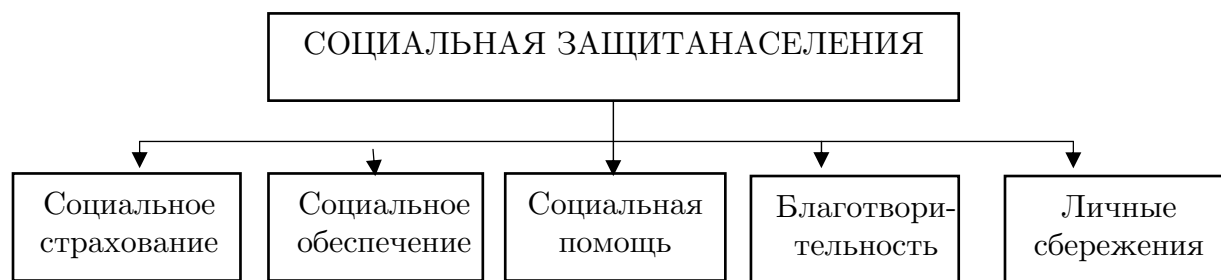 СОЦИАЛЬНАЯ ЗАЩИТАНАСЕЛЕНИЯ
Социальное
страхование
Социальное
обеспечение
Социальная
помощь
Благотвори-
тельность
Личные
сбережения